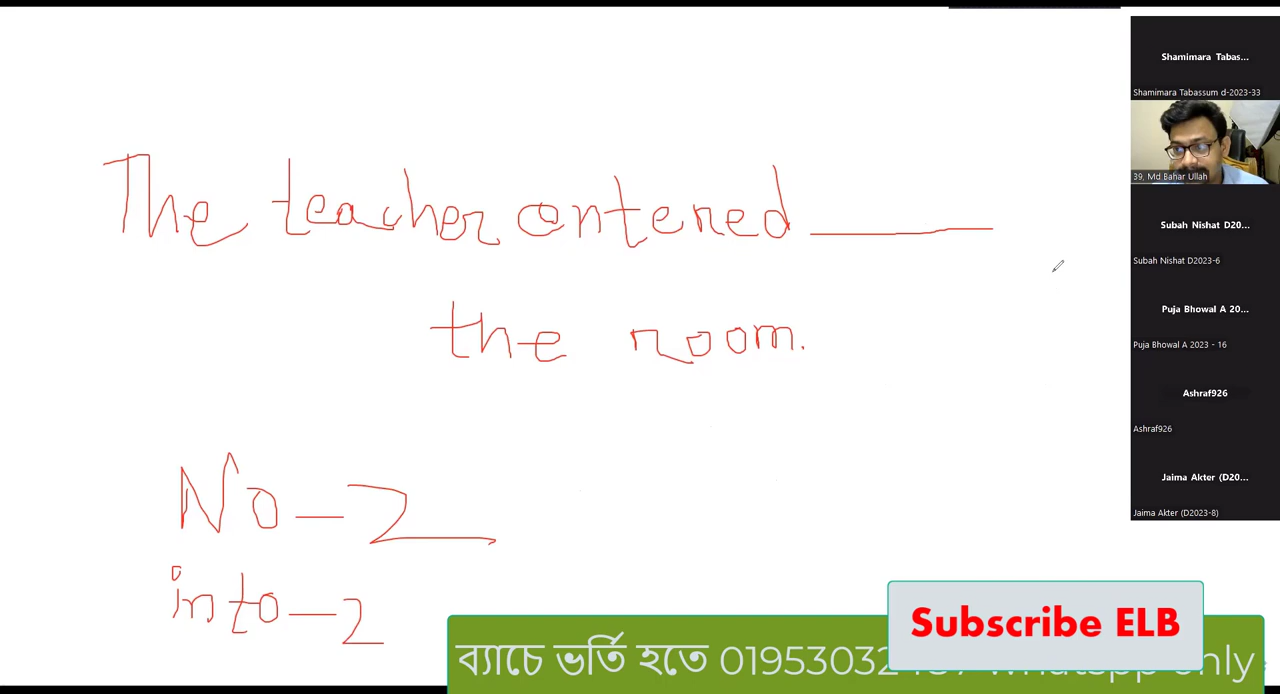 The teacher entered ______
the room.
No – 2
into – 2
Shamimara Tabas...
Shamimara Tabassum d-2023-33
39, Md Bahar Ullah
Subah Nishat D20...
Subah Nishat D2023-6
Puja Bhowal A 20...
Puja Bhowal A 2023 - 16
Ashraf926
Ashraf926
Jaima Akter (D20...
Jaima Akter (D2023-8)
Subscribe ELB
ব্যাচে ভর্তি হতে only